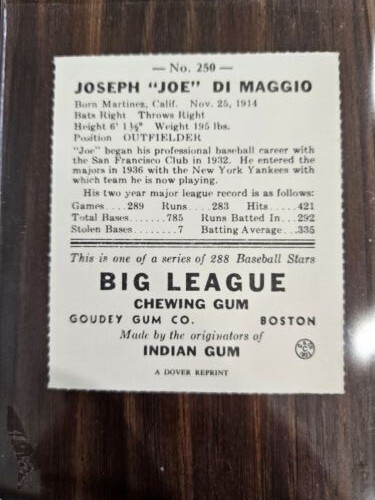 — No. 250 —
JOSEPH "JOE" DI MAGGIO
Born Martinez, Calif. Nov. 25, 1914
Bats Right Throws Right
Height 6' 1½" Weight 195 lbs.
Position OUTFIELDER
"Joe" began his professional baseball career with
the San Francisco Club in 1932. He entered the
majors in 1936 with the New York Yankees with
which team he is now playing.
His two year major league record is as follows:
Games....289 Runs....283 Hits.....421
Total Bases.......785 Runs Batted In...292
Stolen Bases........7 Batting Average...335
This is one of a series of 288 Baseball Stars
BIG LEAGUE
CHEWING GUM
GOUDEY GUM CO. BOSTON
Made by the originators of
INDIAN GUM
A DOVER REPRINT